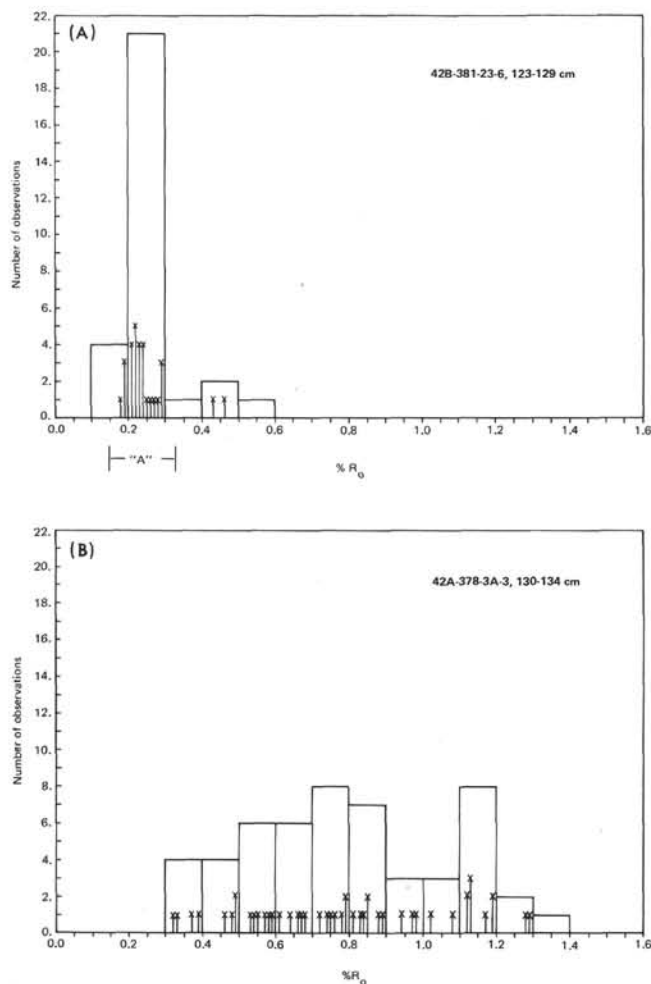 (A)
42B-381-23-6, 123-129 cm
Number of observations
22.
20.
18.
16.
14.
12.
10.
8.
6.
4.
2.
0.
0.0 0.2 0.4 0.6 0.8 1.0 1.2 1.4 1.6
"A"
% Ro
(B)
42A-378-3A-3, 130-134 cm
Number of observations
22.
20.
18.
16.
14.
12.
10.
8.
6.
4.
2.
0.
0.0 0.2 0.4 0.6 0.8 1.0 1.2 1.4 1.6
%Ro